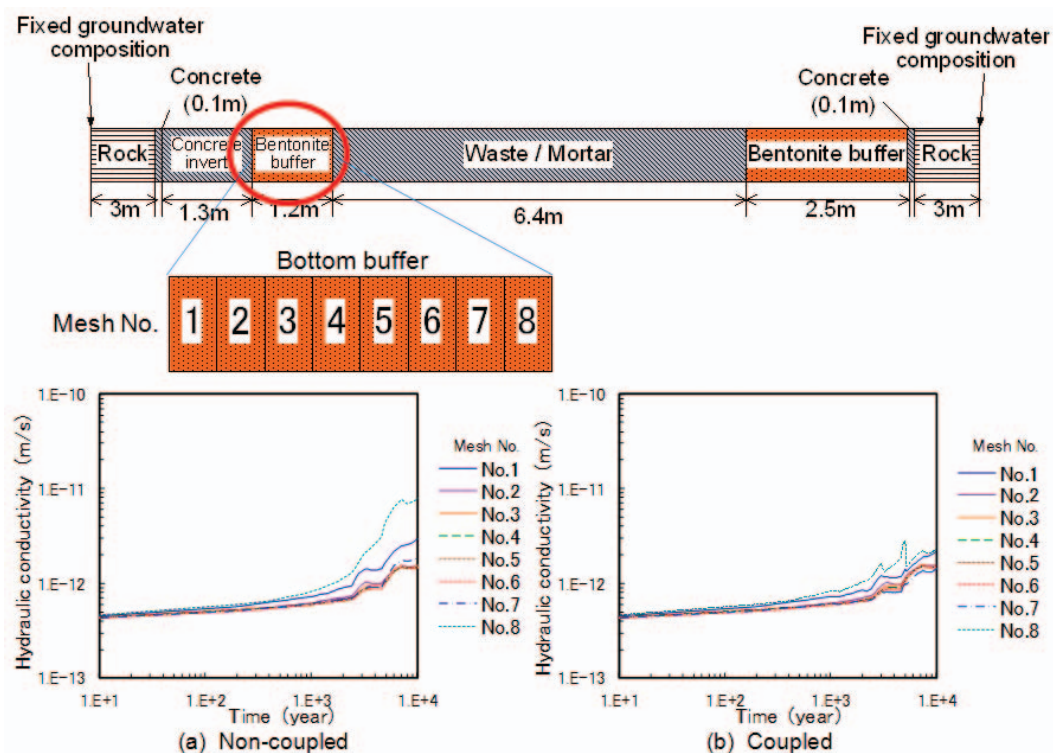 Fixed groundwater
composition
Fixed groundwater
composition
Concrete
(0.1m)
Concrete
(0.1m)
Rock
Concrete
invert
Bentonite
buffer
Waste / Mortar
Bentonite buffer
Rock
3m
1.3m
1.2m
6.4m
2.5m
3m
Bottom buffer
Mesh No.
1 2 3 4 5 6 7 8
Hydraulic conductivity (m/s)
1.E-10
1.E-11
1.E-12
1.E-13
1.E+1 1.E+2 1.E+3 1.E+4
Time (year)
Mesh No.
No.1
No.2
No.3
No.4
No.5
No.6
No.7
No.8
(a) Non-coupled
Hydraulic conductivity (m/s)
1.E-10
1.E-11
1.E-12
1.E-13
1.E+1 1.E+2 1.E+3 1.E+4
Time (year)
Mesh No.
No.1
No.2
No.3
No.4
No.5
No.6
No.7
No.8
(b) Coupled